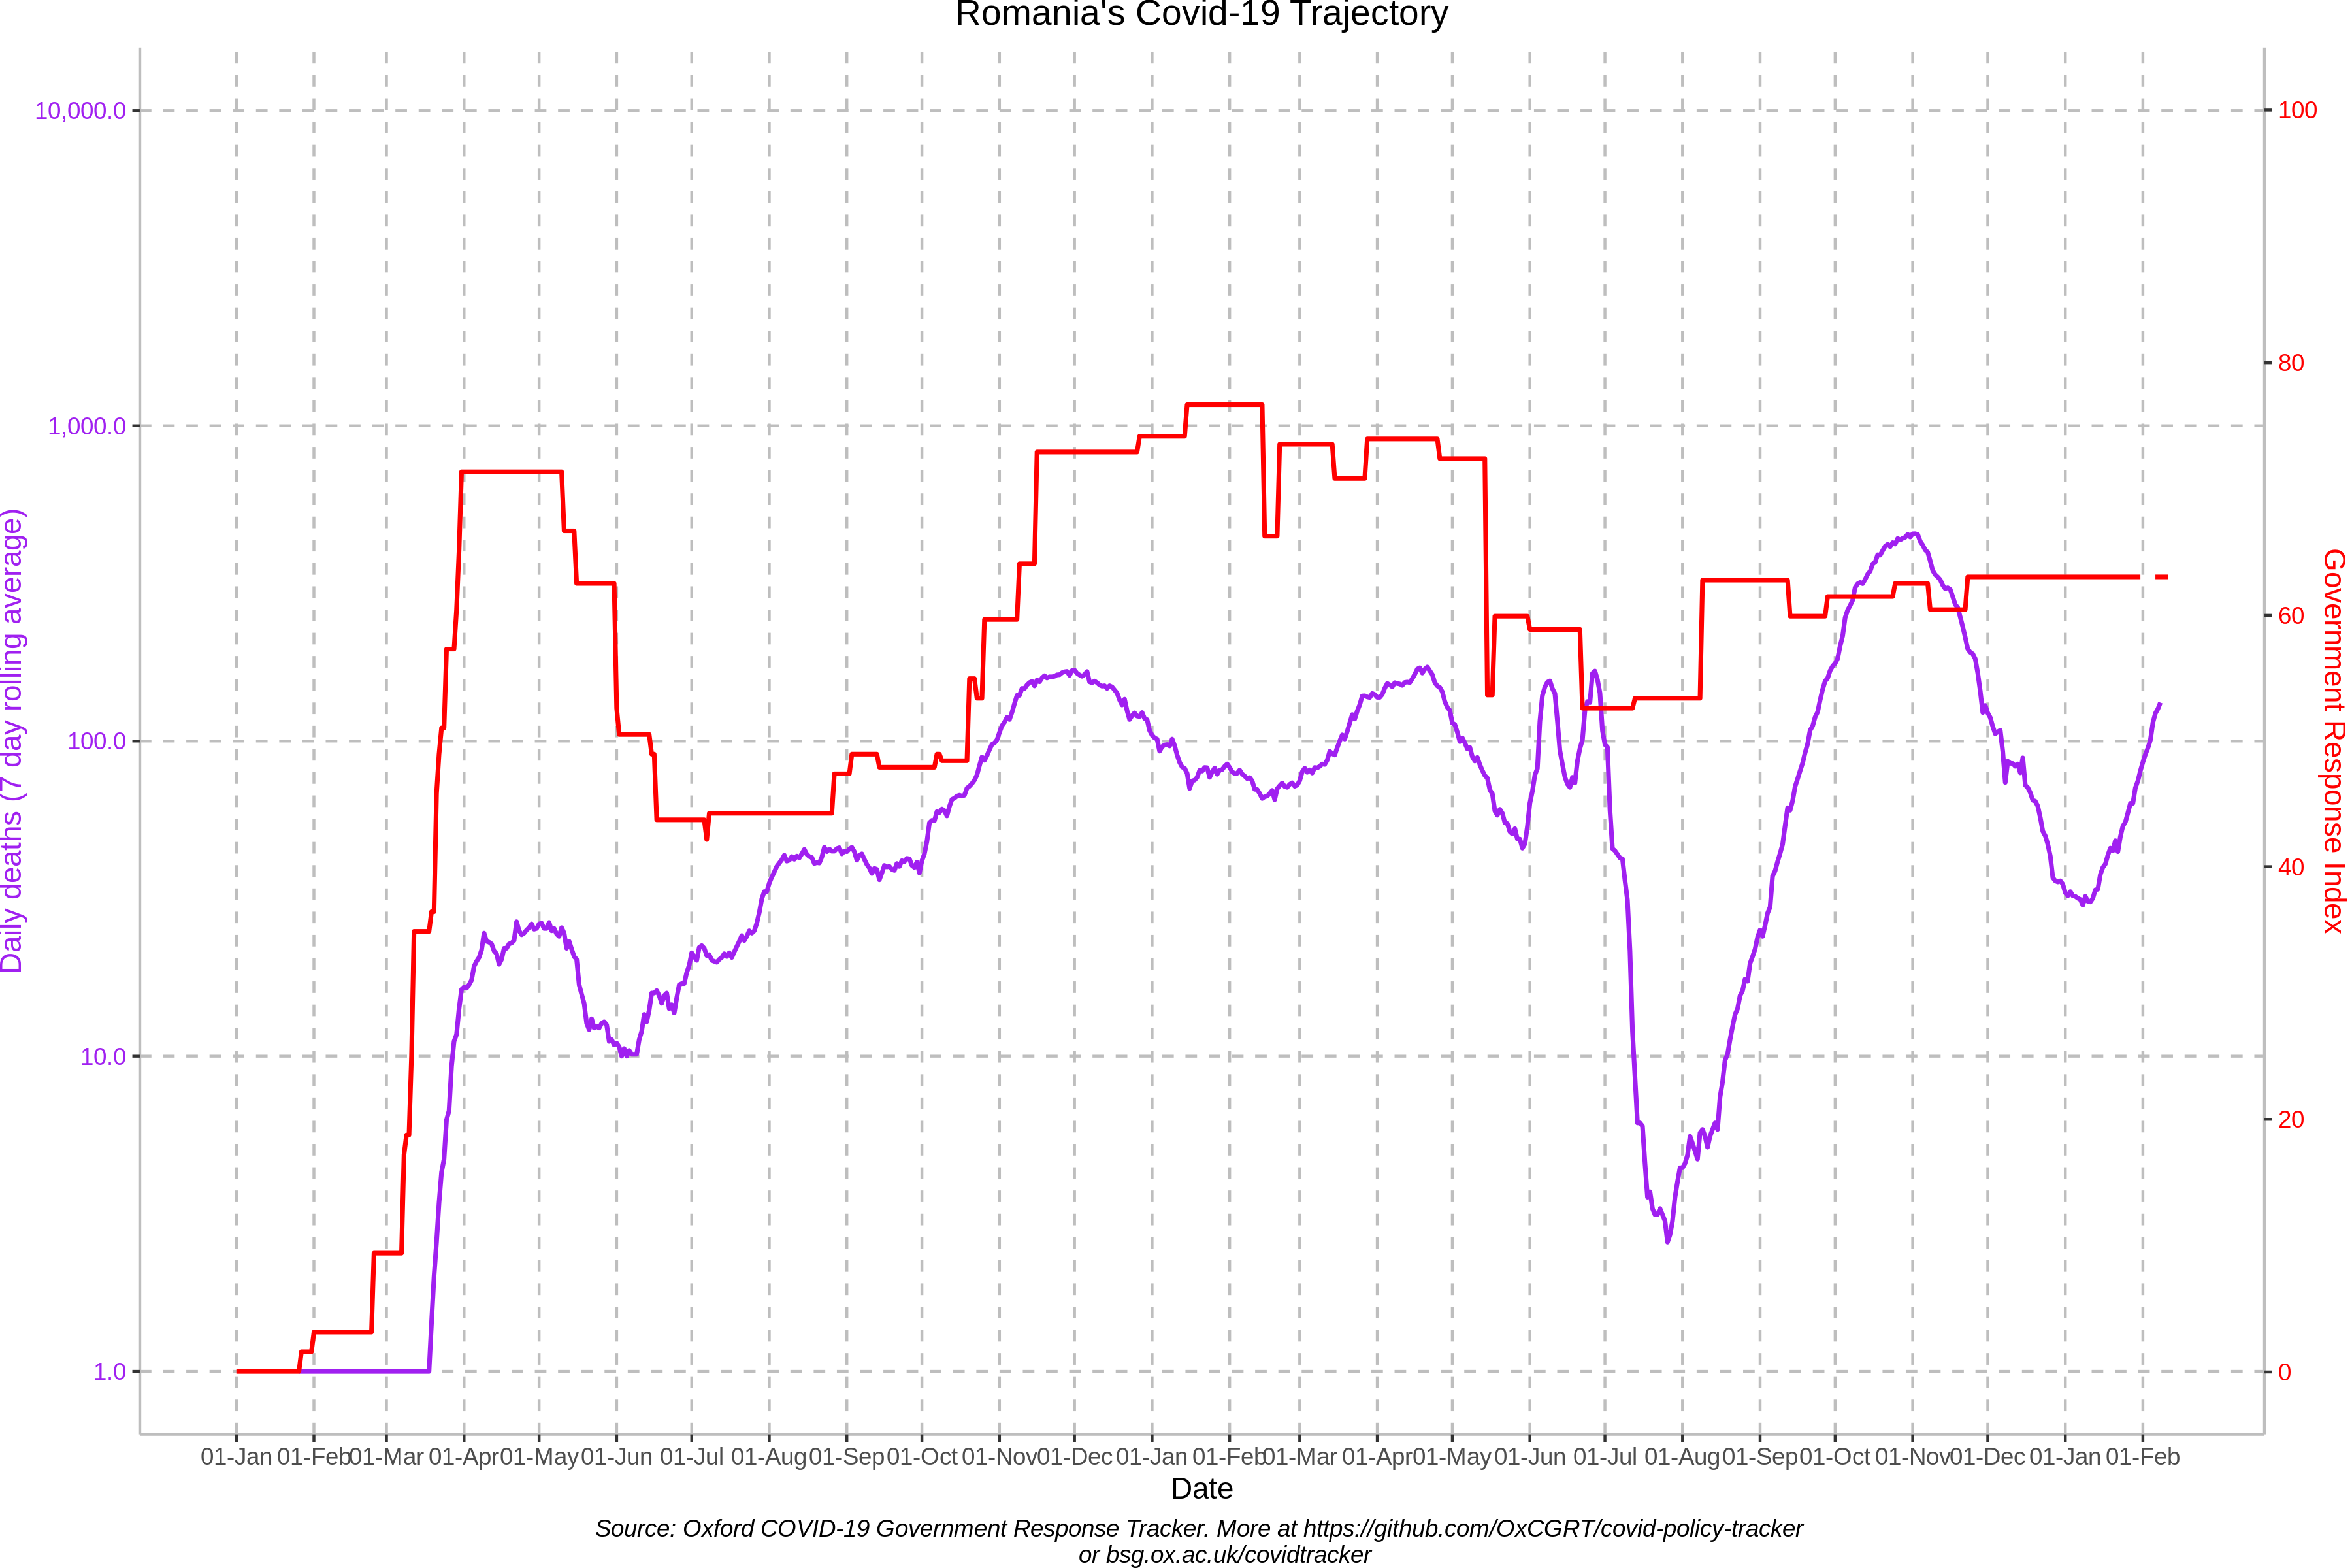 Romania's Covid-19 Trajectory
10,000.0
1,000.0
100.0
10.0
1.0
Daily deaths (7 day rolling average)
100
80
60
40
20
0
Government Response Index
01-Jan 01-Feb 01-Mar 01-Apr 01-May 01-Jun 01-Jul 01-Aug 01-Sep 01-Oct 01-Nov 01-Dec 01-Jan 01-Feb 01-Mar 01-Apr 01-May 01-Jun 01-Jul 01-Aug 01-Sep 01-Oct 01-Nov 01-Dec 01-Jan 01-Feb
Date
Source: Oxford COVID-19 Government Response Tracker. More at https://github.com/OxCGRT/covid-policy-tracker
or bsg.ox.ac.uk/covidtracker